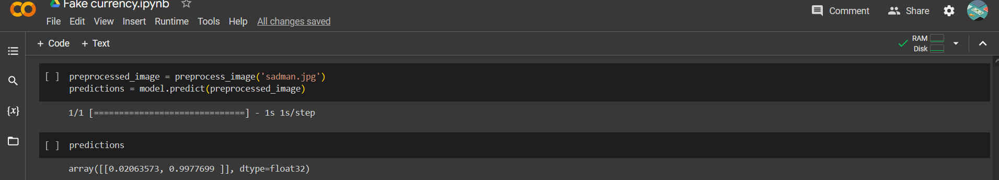 Fake currency.ipynb
File Edit View Insert Runtime Tools Help All changes saved
Comment Share
+ Code + Text
RAM
Disk
[ ] preprocessed_image = preprocess_image('sadman.jpg')
predictions = model.predict(preprocessed_image)
1/1 [==============================] - 1s 1s/step
{x}
[ ] predictions
array([[0.02063573, 0.9977699 ]], dtype=float32)